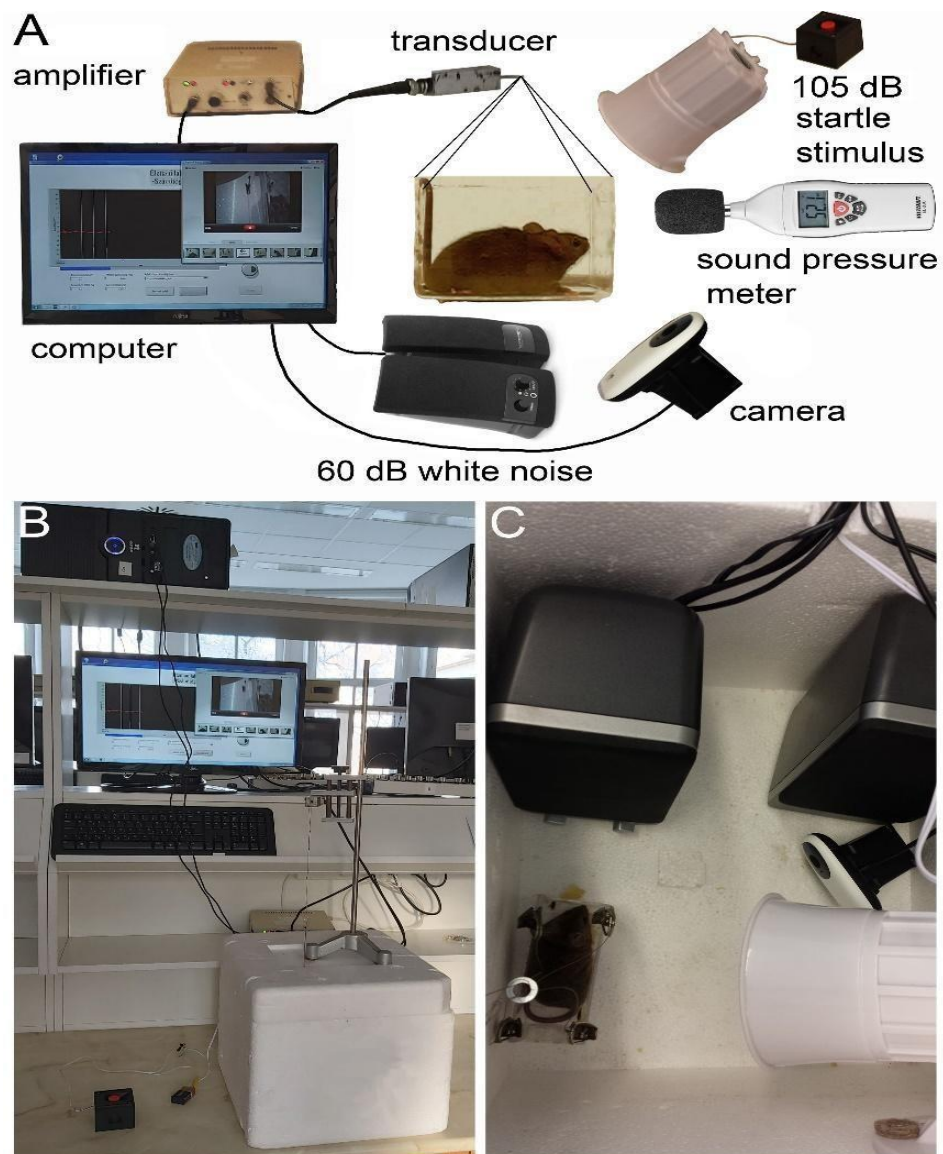 A
amplifier
transducer
105 dB
startle
stimulus
sound pressure
meter
computer
camera
60 dB white noise
B
C